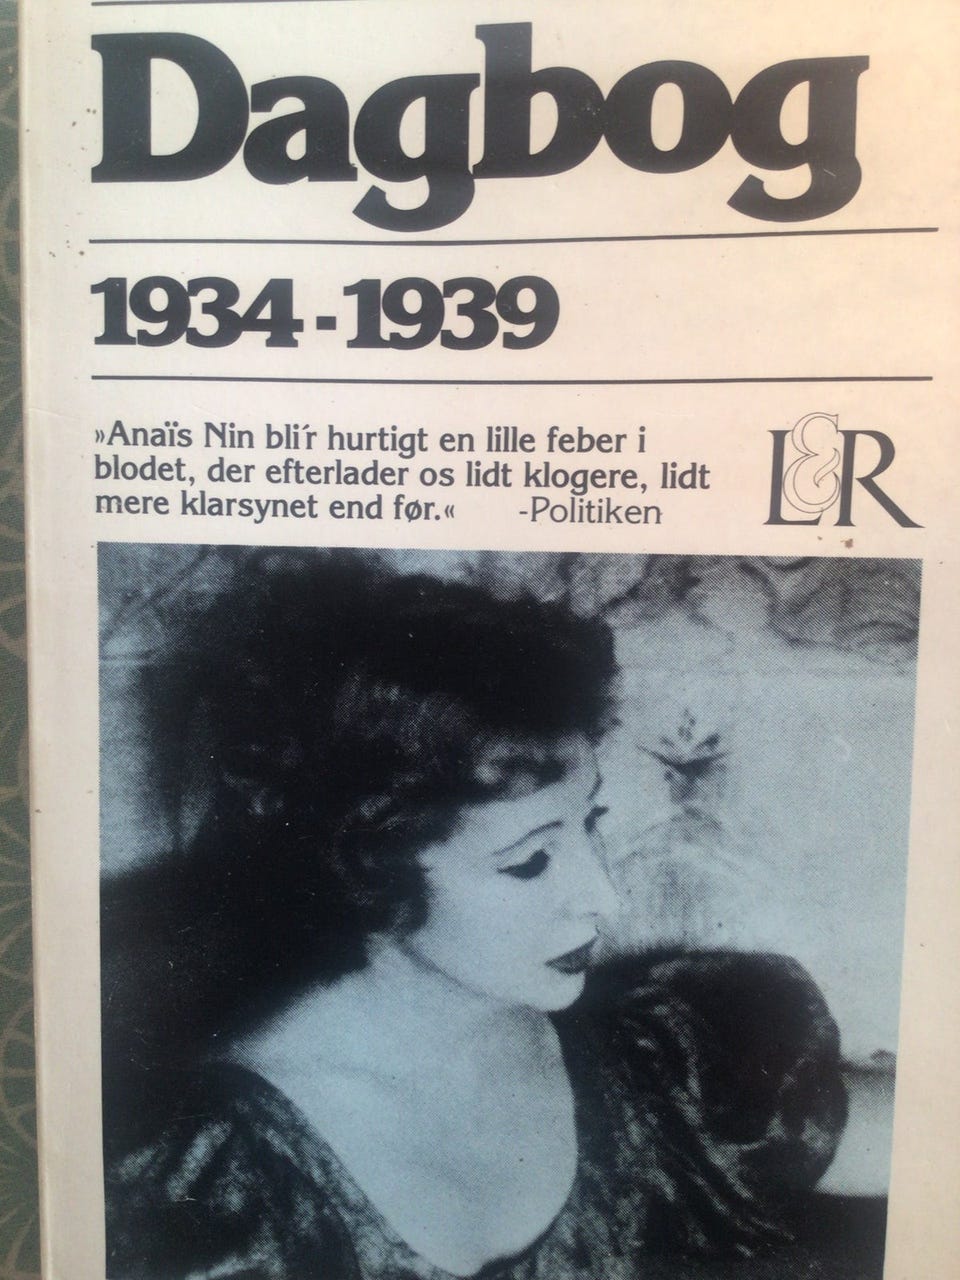 Dagbog
1934-1939
»Anaïs Nin bli´r hurtigt en lille feber i
blodet, der efterlader os lidt klogere, lidt
mere klarsynet end før.« -Politiken
L&R